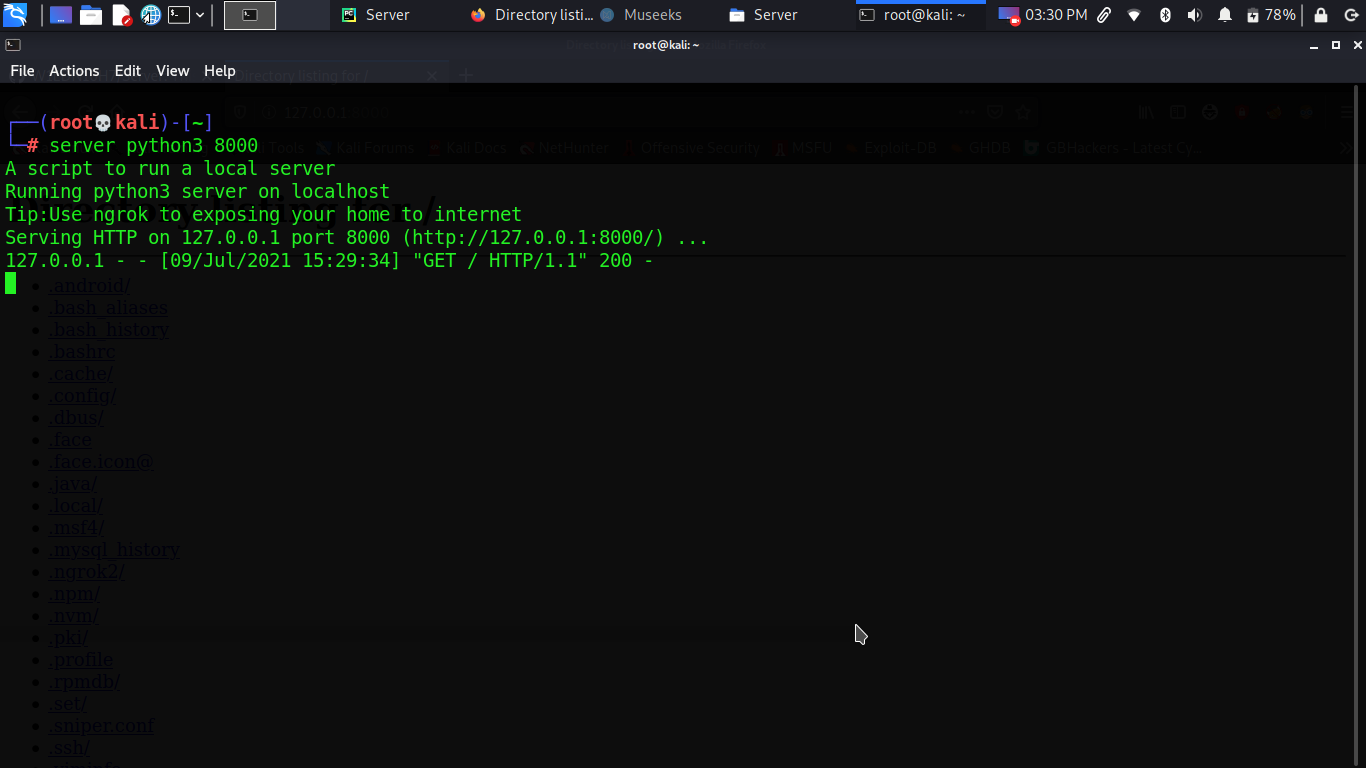 Server
Directory listi...
Museeks
Server
root@kali: ~
03:30 PM
78%
root@kali: ~
File Actions Edit View Help
Directory listing for /
127.0.0.1
┌──(root💀kali)-[~]
└─# server python3 8000
Tools Kali Forums Kali Docs NetHunter Offensive Security MSFU Exploit-DB GHDB GBHackers - Latest Cy...
A script to run a local server
Running python3 server on localhost
Tip:Use ngrok to exposing your home to internet
Serving HTTP on 127.0.0.1 port 8000 (http://127.0.0.1:8000/) ...
127.0.0.1 - - [09/Jul/2021 15:29:34] "GET / HTTP/1.1" 200 -
.android/
.bash_aliases
.bash_history
.bashrc
.cache/
.config/
.dbus/
.face
.face.icon@
.java/
.local/
.msf4/
.mysql_history
.ngrok2/
.npm/
.nvm/
.pki/
.profile
.rpmdb/
.set/
.sniper.conf
.ssh/